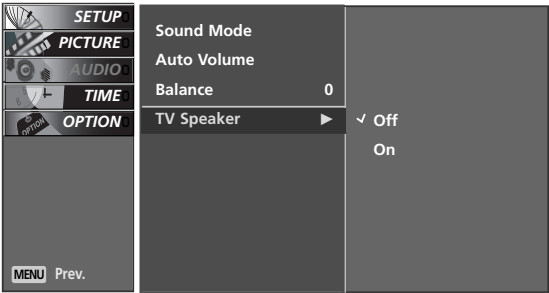 SETUP
PICTURE
AUDIO
TIME
OPTION
MENU Prev.
Sound Mode
Auto Volume
Balance 0
TV Speaker ▶
✓ Off
On